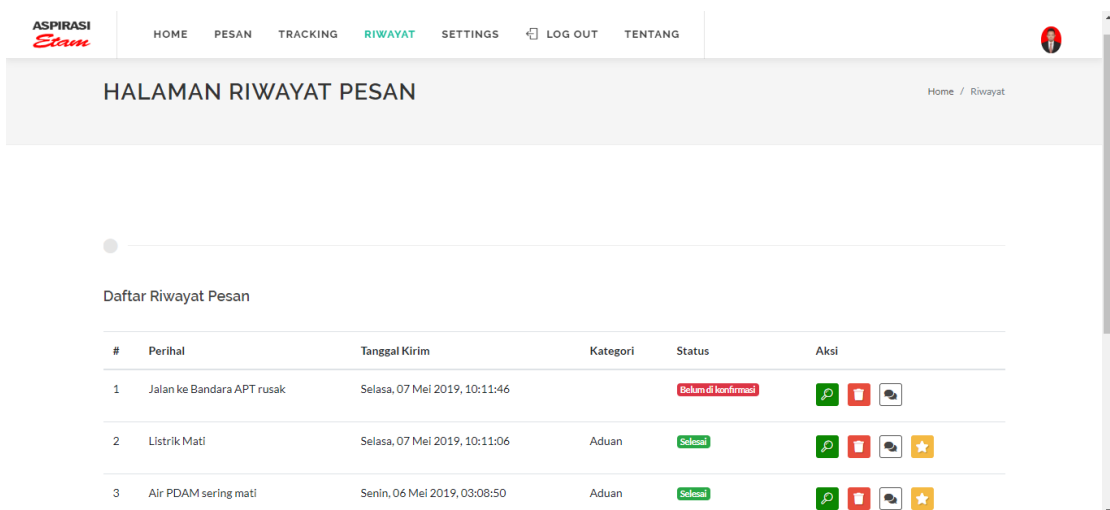 ASPIRASI
Etam
HOME PESAN TRACKING RIWAYAT SETTINGS LOG OUT TENTANG
HALAMAN RIWAYAT PESAN
Home / Riwayat
Daftar Riwayat Pesan
# Perihal Tanggal Kirim Kategori Status Aksi
1 Jalan ke Bandara APT rusak Selasa, 07 Mei 2019, 10:11:46 Belum di konfirmasi
2 Listrik Mati Selasa, 07 Mei 2019, 10:11:06 Aduan Selesai
3 Air PDAM sering mati Senin, 06 Mei 2019, 03:08:50 Aduan Selesai